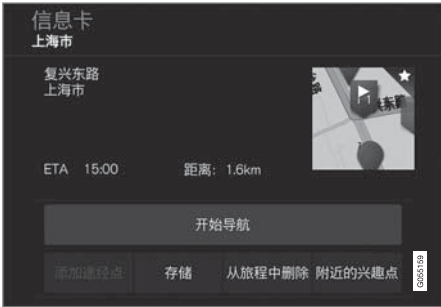 信息卡
上海市
复兴东路
上海市
东路
ETA 15:00 距离: 1.6km
开始导航
添加途经点 存储 从旅程中删除 附近的兴趣点
G055159